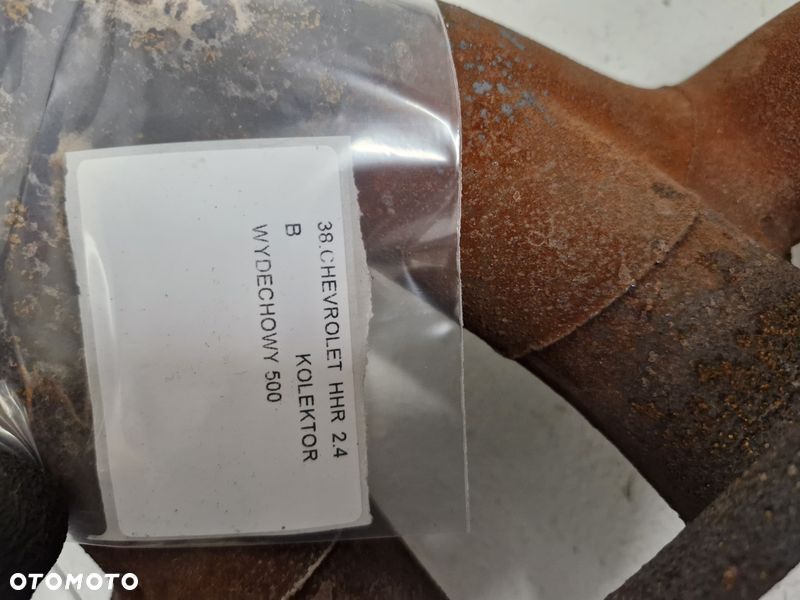 38.CHEVROLET HHR 2.4
B KOLEKTOR
WYDECHOWY 500
OTOMOTO